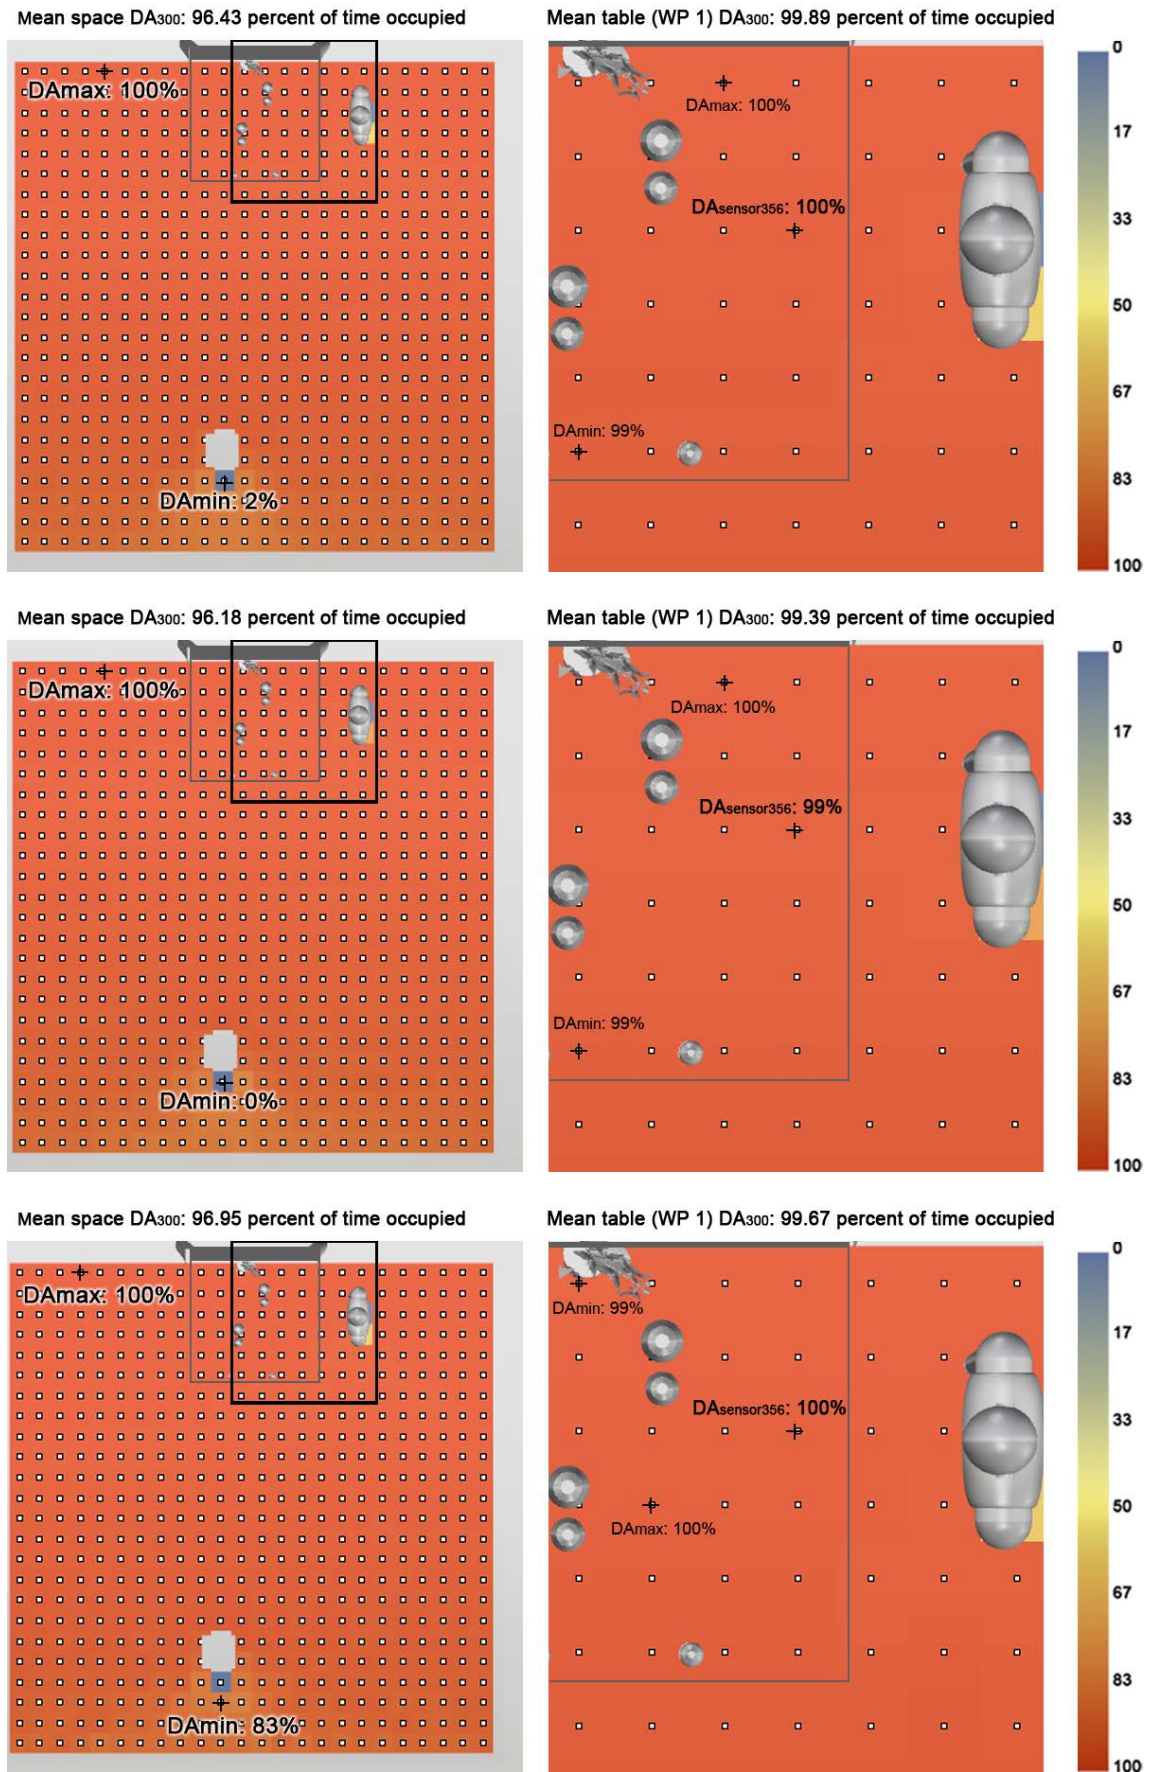 Mean space DA300: 96.43 percent of time occupied
Mean table (WP 1) DA300: 99.89 percent of time occupied
DAmax: 100%
DAmin: 2%
DAmax: 100%
DAsensor356: 100%
DAmin: 99%
0
17
33
50
67
83
100
Mean space DA300: 96.18 percent of time occupied
Mean table (WP 1) DA300: 99.39 percent of time occupied
DAmax: 100%
DAmin: 0%
DAmax: 100%
DAsensor356: 99%
DAmin: 99%
0
17
33
50
67
83
100
Mean space DA300: 96.95 percent of time occupied
Mean table (WP 1) DA300: 99.67 percent of time occupied
DAmax: 100%
DAmin: 83%
DAmin: 99%
DAsensor356: 100%
DAmax: 100%
0
17
33
50
67
83
100